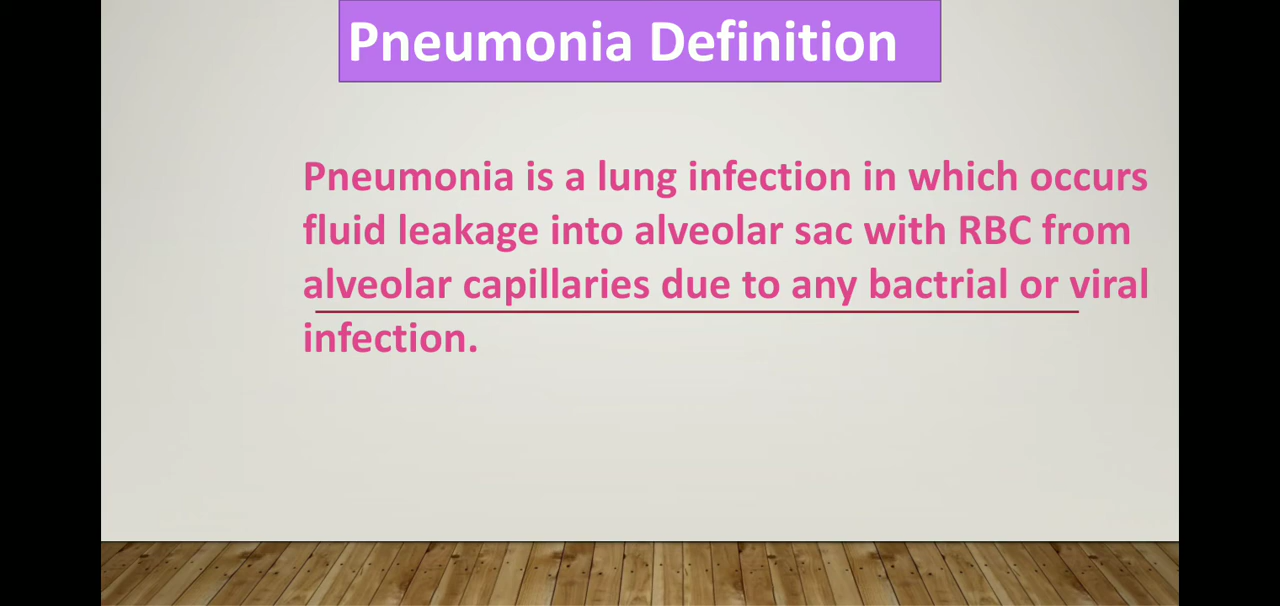 Pneumonia Definition
Pneumonia is a lung infection in which occurs
fluid leakage into alveolar sac with RBC from
alveolar capillaries due to any bactrial or viral
infection.